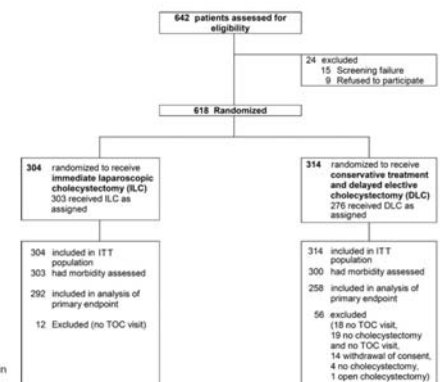 642 patients assessed for
eligibility
24 excluded
15 Screening failure
9 Refused to participate
618 Randomized
304 randomized to receive
immediate laparoscopic
cholecystectomy (ILC)
303 received ILC as
assigned
314 randomized to receive
conservative treatment
and delayed elective
cholecystectomy (DLC)
276 received DLC as
assigned
304 included in ITT
population
303 had morbidity assessed
292 included in analysis of
primary endpoint
12 Excluded (no TOC visit)
314 included in ITT
population
300 had morbidity assessed
258 included in analysis of
primary endpoint
56 excluded
(18 no TOC visit,
19 no cholecystectomy
and no TOC visit,
14 withdrawal of consent,
4 no cholecystectomy,
1 open cholecystectomy)
n